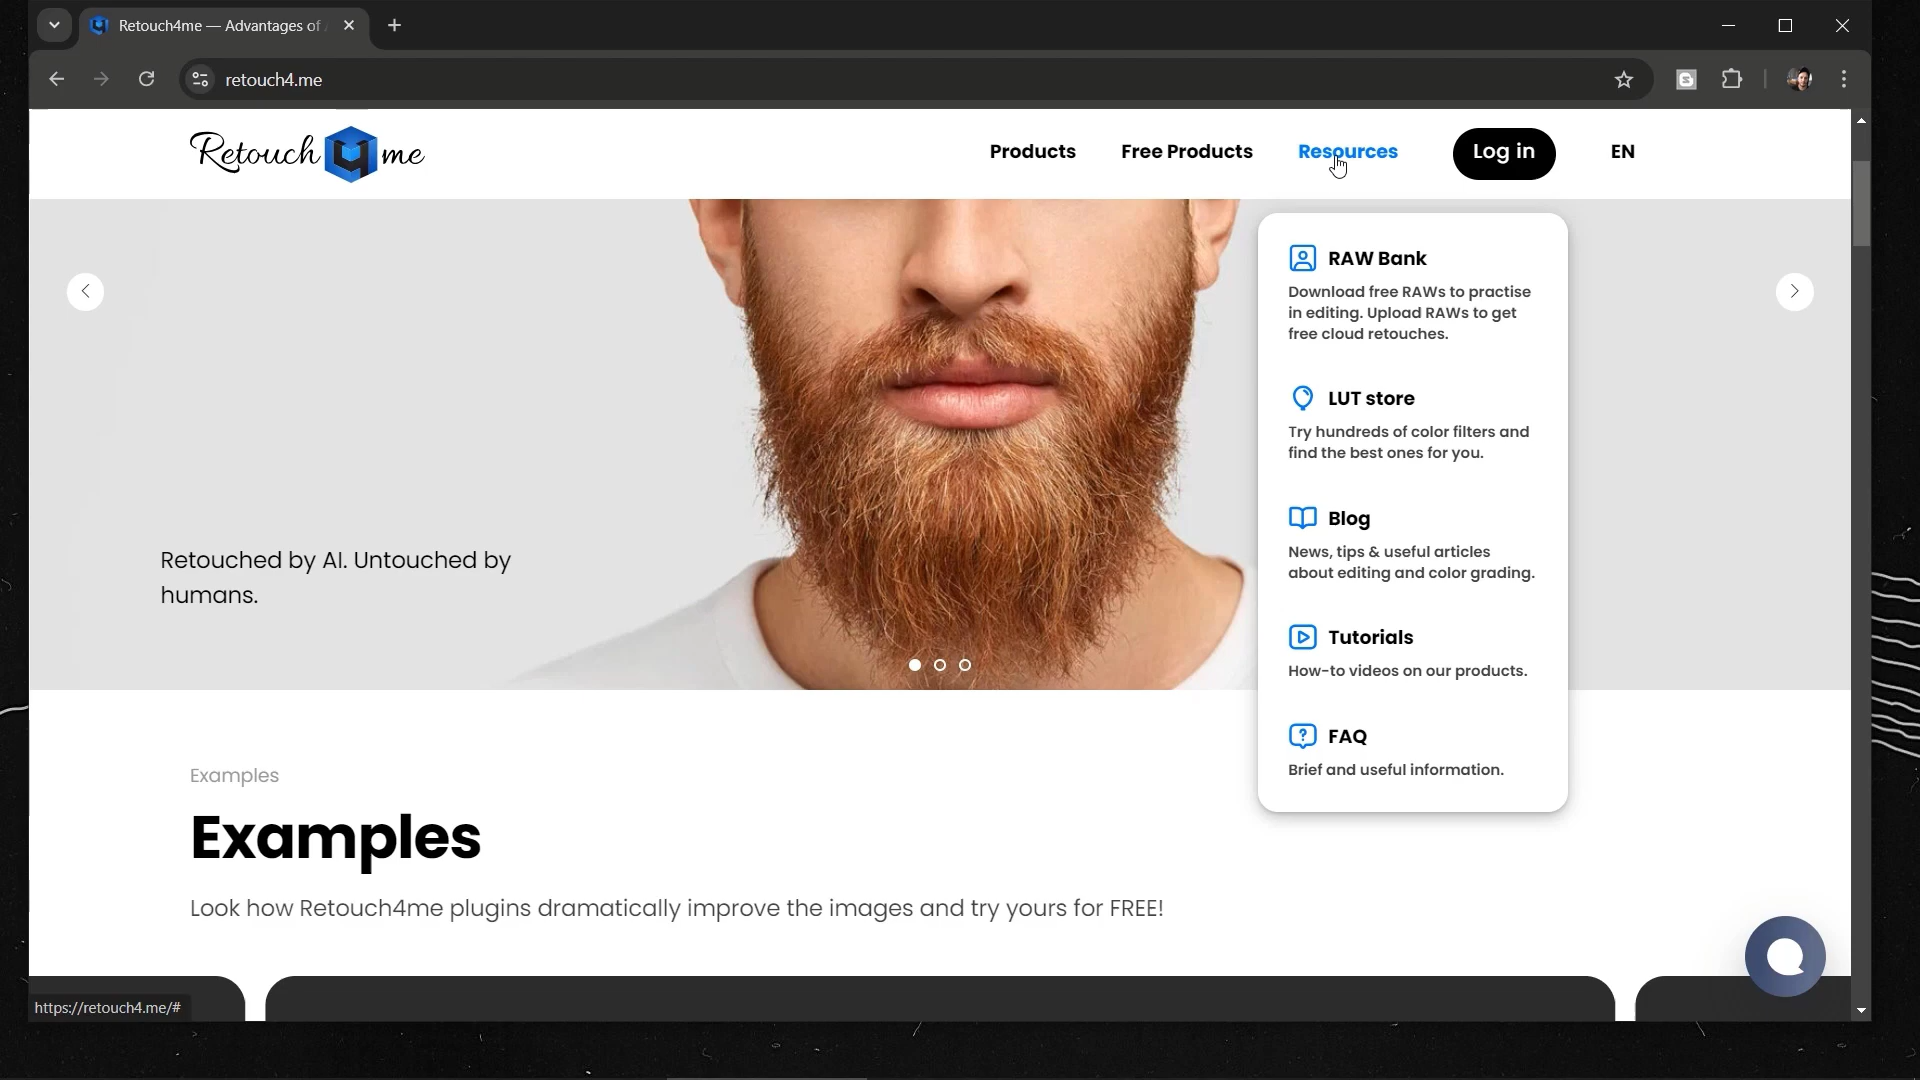 Retouch4me — Advantages of
retouch4.me
Retouch4me
Products
Free Products
Resources
Log in
EN
RAW Bank
Download free RAWs to practise
in editing. Upload RAWs to get
free cloud retouches.
LUT store
Try hundreds of color filters and
find the best ones for you.
Blog
News, tips & useful articles
about editing and color grading.
Tutorials
How-to videos on our products.
FAQ
Brief and useful information.
Retouched by AI. Untouched by
humans.
Examples
Examples
Look how Retouch4me plugins dramatically improve the images and try yours for FREE!
https://retouch4.me/#